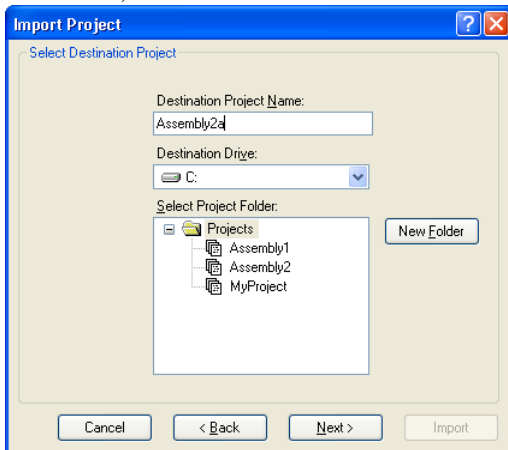 Import Project
Select Destination Project
Destination Project Name:
Assembly2a
Destination Drive:
C:
Select Project Folder:
Projects
Assembly1
Assembly2
MyProject
New Folder
Cancel
< Back
Next >
Import